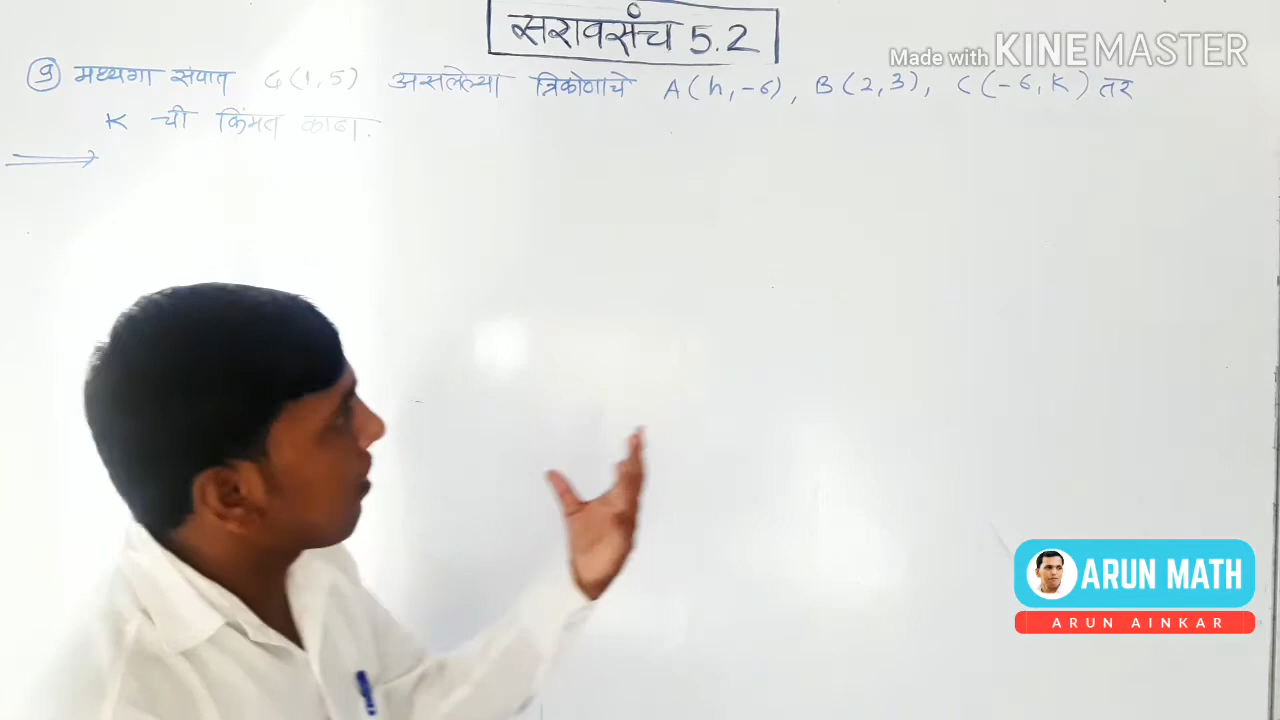 सरावसंच 5.2
Made with KINEMASTER
९ मध्यगा संपात G(1,5) असलेल्या त्रिकोणाचे A(h,-6), B(2,3), C(-6,K) तर
K ची किंमत काढा.
ARUN MATH
ARUN AINKAR